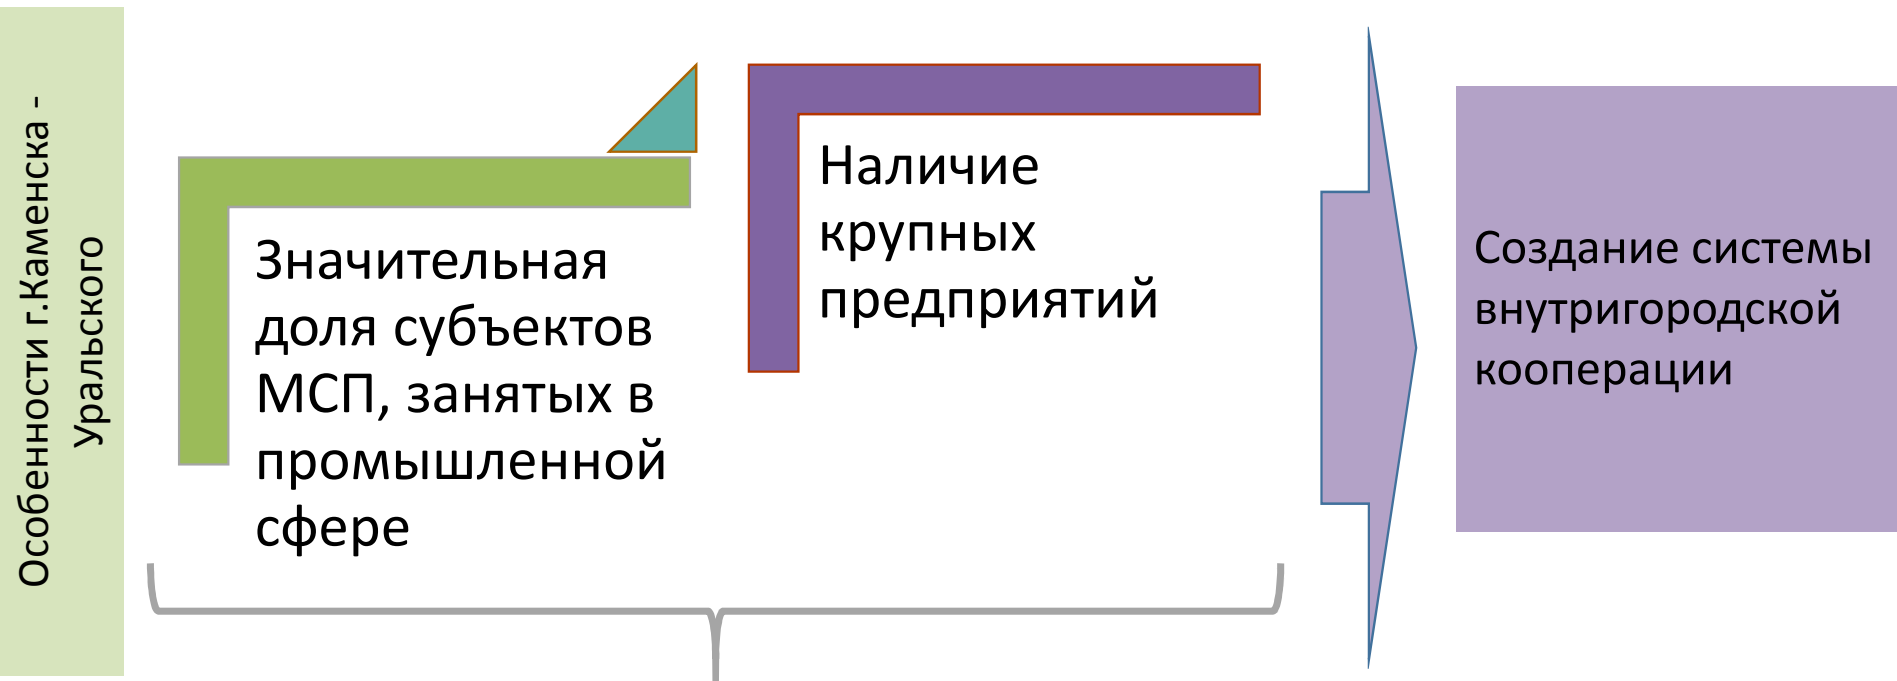 Особенности г.Каменска -
Уральского
Значительная
доля субъектов
МСП, занятых в
промышленной
сфере
Наличие
крупных
предприятий
Создание системы
внутригородской
кооперации